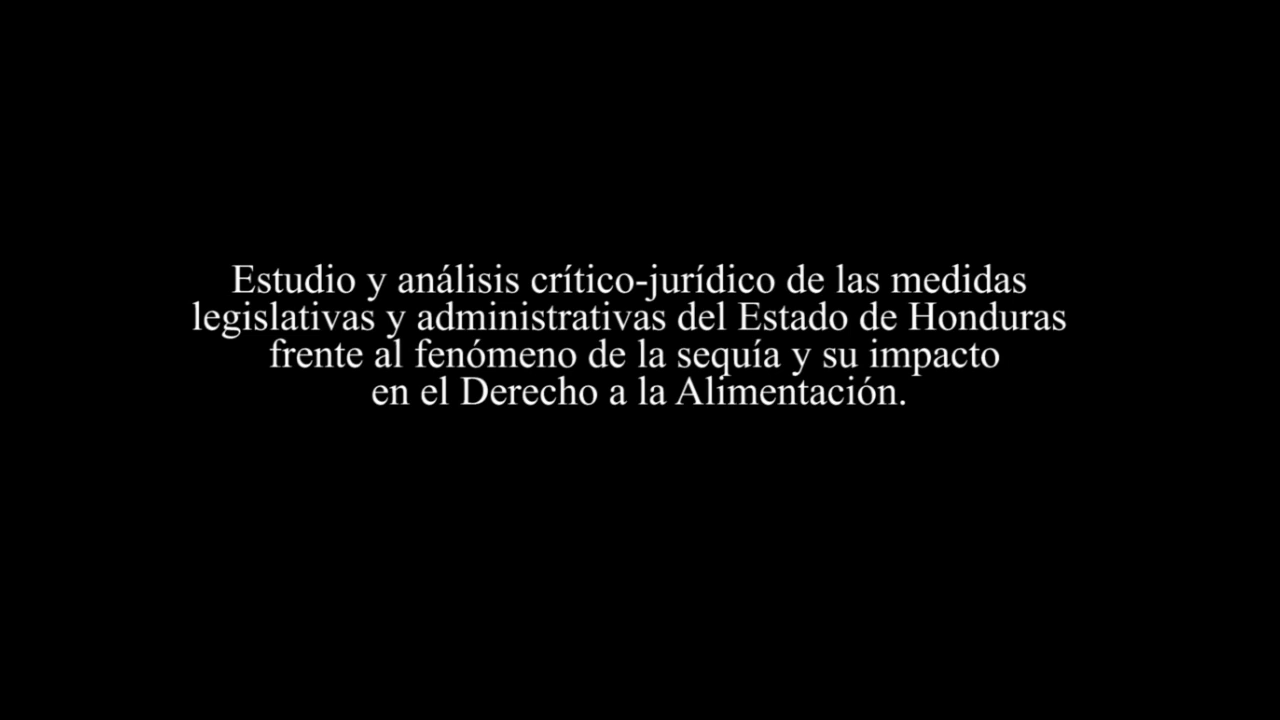 Estudio y análisis crítico-jurídico de las medidas
legislativas y administrativas del Estado de Honduras
frente al fenómeno de la sequía y su impacto
en el Derecho a la Alimentación.